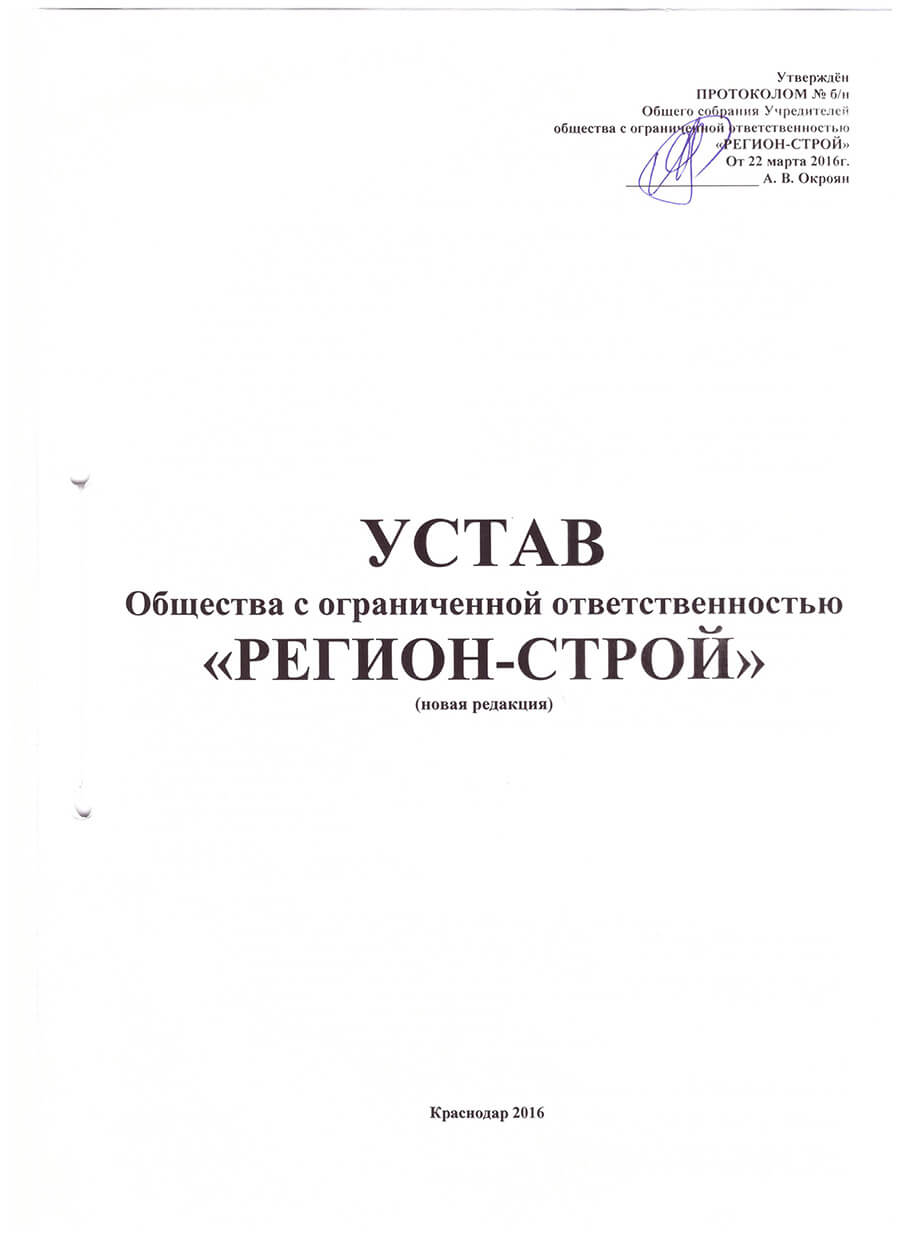 Утверждён
ПРОТОКОЛОМ № б/н
Общего собрания Учредителей
общества с ограниченной ответственностью
«РЕГИОН-СТРОЙ»
От 22 марта 2016г.
___________________ А. В. Окроян
УСТАВ
Общества с ограниченной ответственностью
«РЕГИОН-СТРОЙ»
(новая редакция)
Краснодар 2016